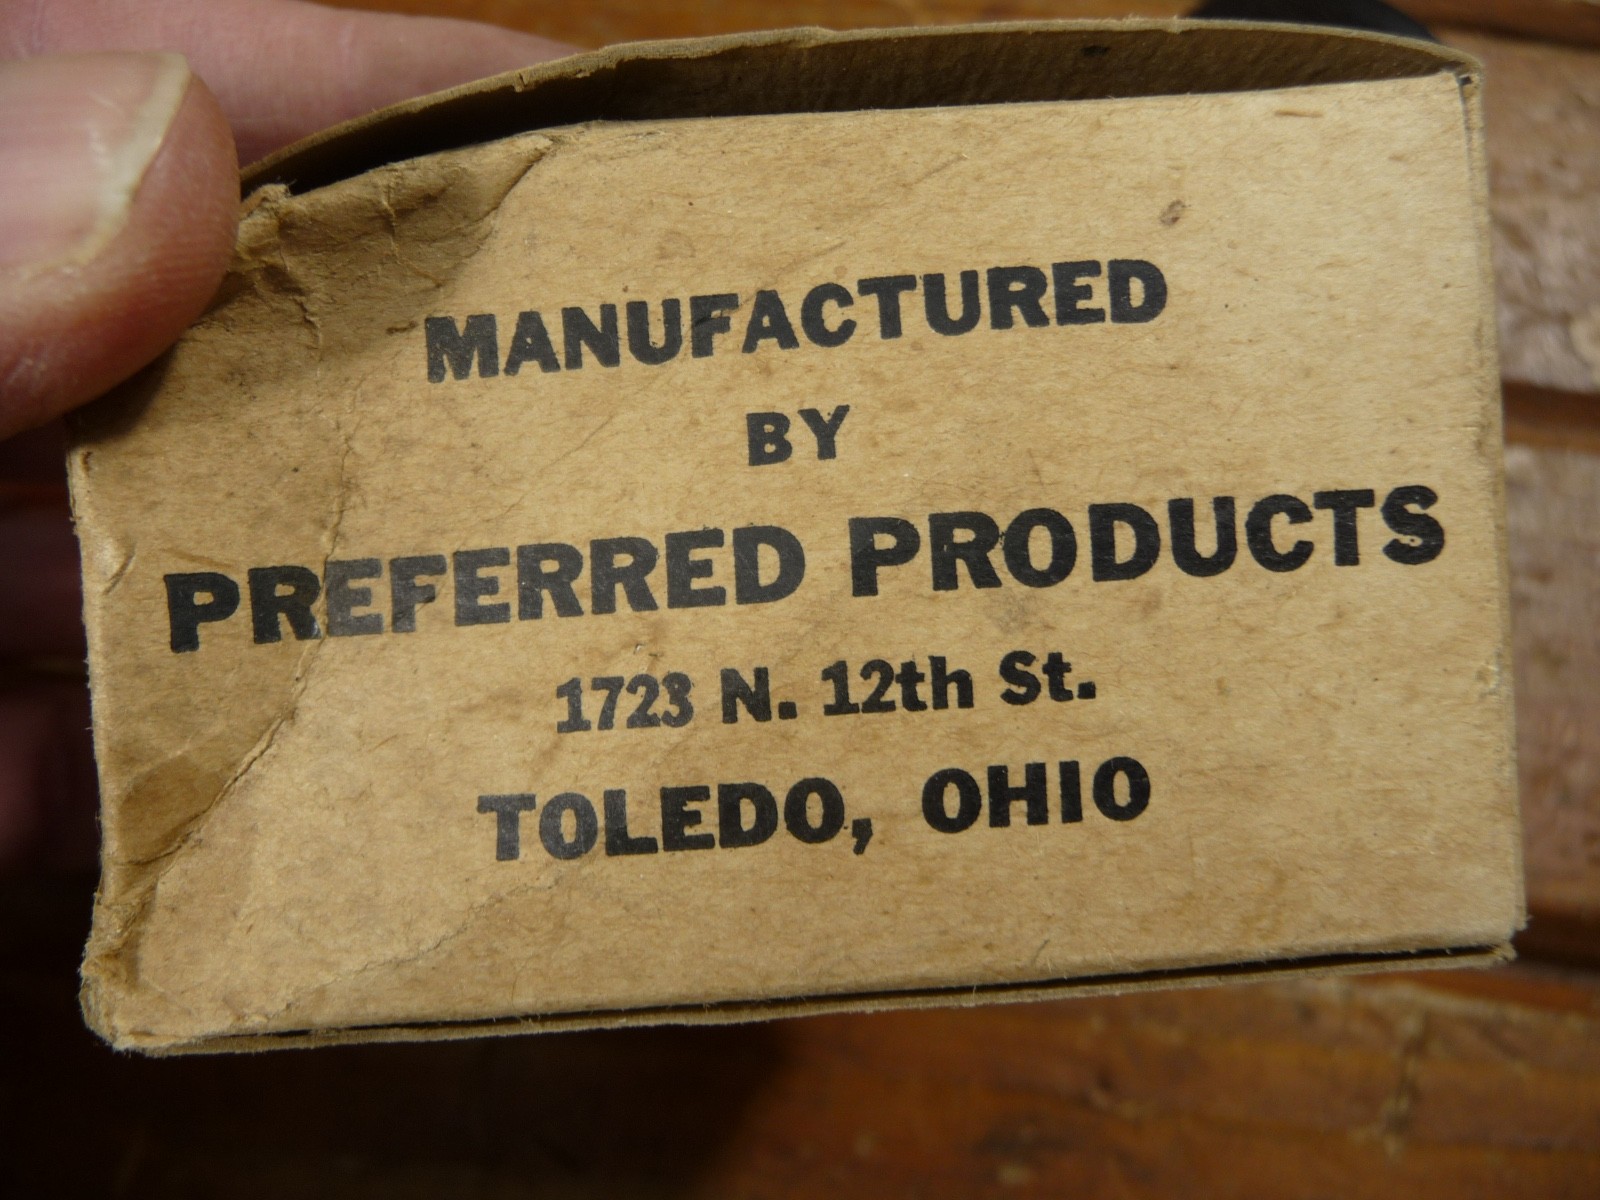 MANUFACTURED
BY
PREFERRED PRODUCTS
1723 N. 12th St.
TOLEDO, OHIO